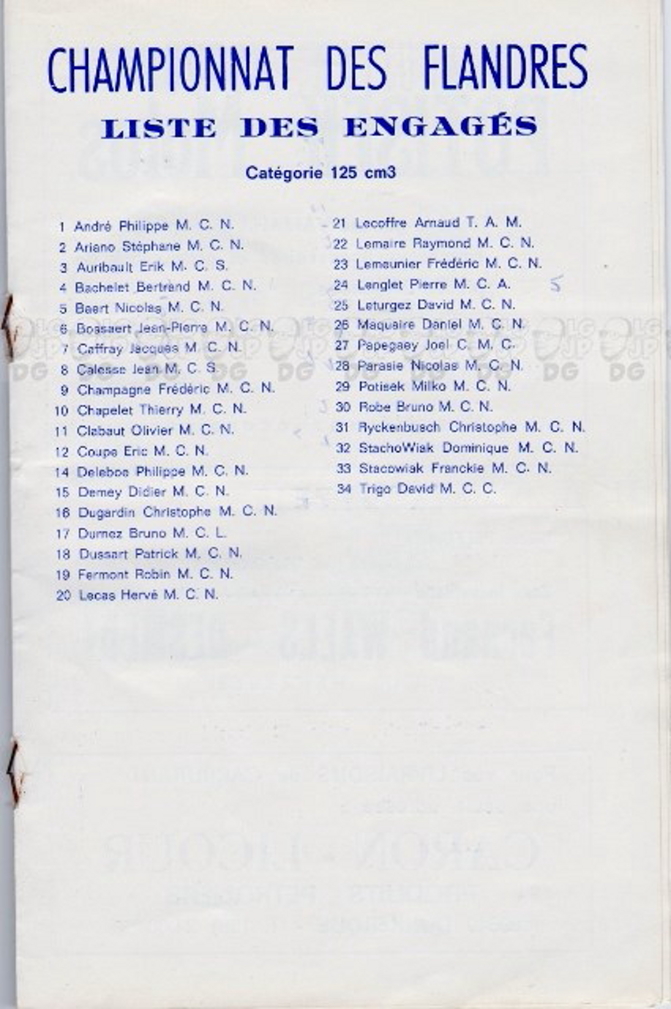 CHAMPIONNAT DES FLANDRES
LISTE DES ENGAGÉS
Catégorie 125 cm3
1 André Philippe M. C. N.
2 Ariano Stéphane M. C. N.
3 Auribault Erik M. C. S.
4 Bachelet Bertrand M. C. N.
5 Baert Nicolas M. C. N.
6 Bossaert Jean-Pierre M. C. N.
7 Caffray Jacques M. C. N.
8 Calesse Jean M. C. S.
9 Champagne Frédéric M. C. N.
10 Chapelet Thierry M. C. N.
11 Clabaut Olivier M. C. N.
12 Coupe Eric M. C. N.
14 Deleboe Philippe M. C. N.
15 Demey Didier M. C. N.
16 Dugardin Christophe M. C. N.
17 Dumez Bruno M. C. L.
18 Dussart Patrick M. C. N.
19 Fermont Robin M. C. N.
20 Lecas Hervé M. C. N.
21 Lecoffre Arnaud T. A. M.
22 Lemaire Raymond M. C. N.
23 Lemeunier Frédéric M. C. N.
24 Lenglet Pierre M. C. A.
25 Leturgez David M. C. N.
26 Maquaire Daniel M. C. N.
27 Papegaey Joel C. M. C.
28 Parasie Nicolas M. C. N.
29 Potisek Milko M. C. N.
30 Robe Bruno M. C. N.
31 Ryckenbusch Christophe M. C. N.
32 StachoWiak Dominique M. C. N.
33 Stacowiak Franckie M. C. N.
34 Trigo David M. C. C.